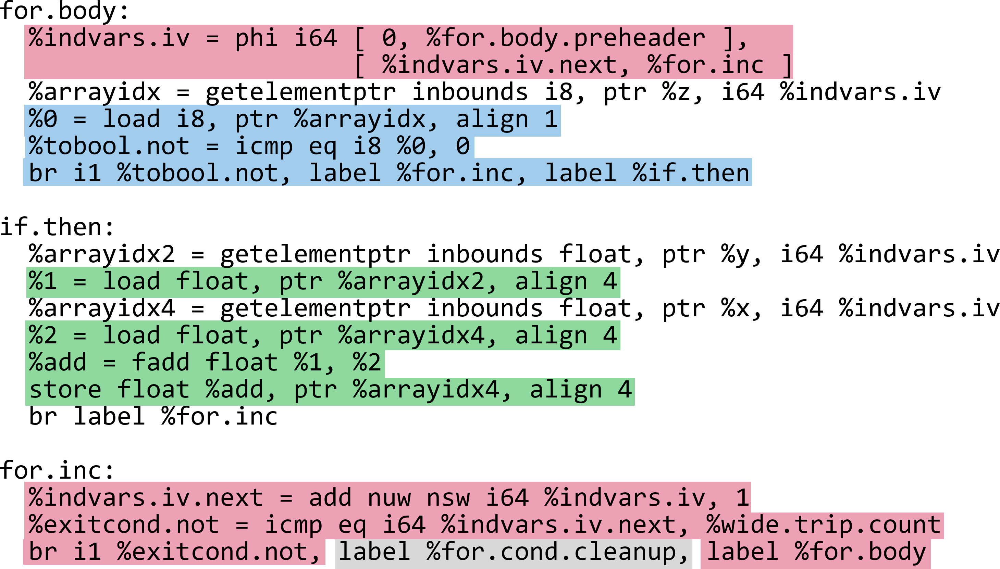 for.body:
%indvars.iv = phi i64 [ 0, %for.body.preheader ],
[ %indvars.iv.next, %for.inc ]
%arrayidx = getelementptr inbounds i8, ptr %z, i64 %indvars.iv
%0 = load i8, ptr %arrayidx, align 1
%tobool.not = icmp eq i8 %0, 0
br i1 %tobool.not, label %for.inc, label %if.then
if.then:
%arrayidx2 = getelementptr inbounds float, ptr %y, i64 %indvars.iv
%1 = load float, ptr %arrayidx2, align 4
%arrayidx4 = getelementptr inbounds float, ptr %x, i64 %indvars.iv
%2 = load float, ptr %arrayidx4, align 4
%add = fadd float %1, %2
store float %add, ptr %arrayidx4, align 4
br label %for.inc
for.inc:
%indvars.iv.next = add nuw nsw i64 %indvars.iv, 1
%exitcond.not = icmp eq i64 %indvars.iv.next, %wide.trip.count
br i1 %exitcond.not, label %for.cond.cleanup, label %for.body